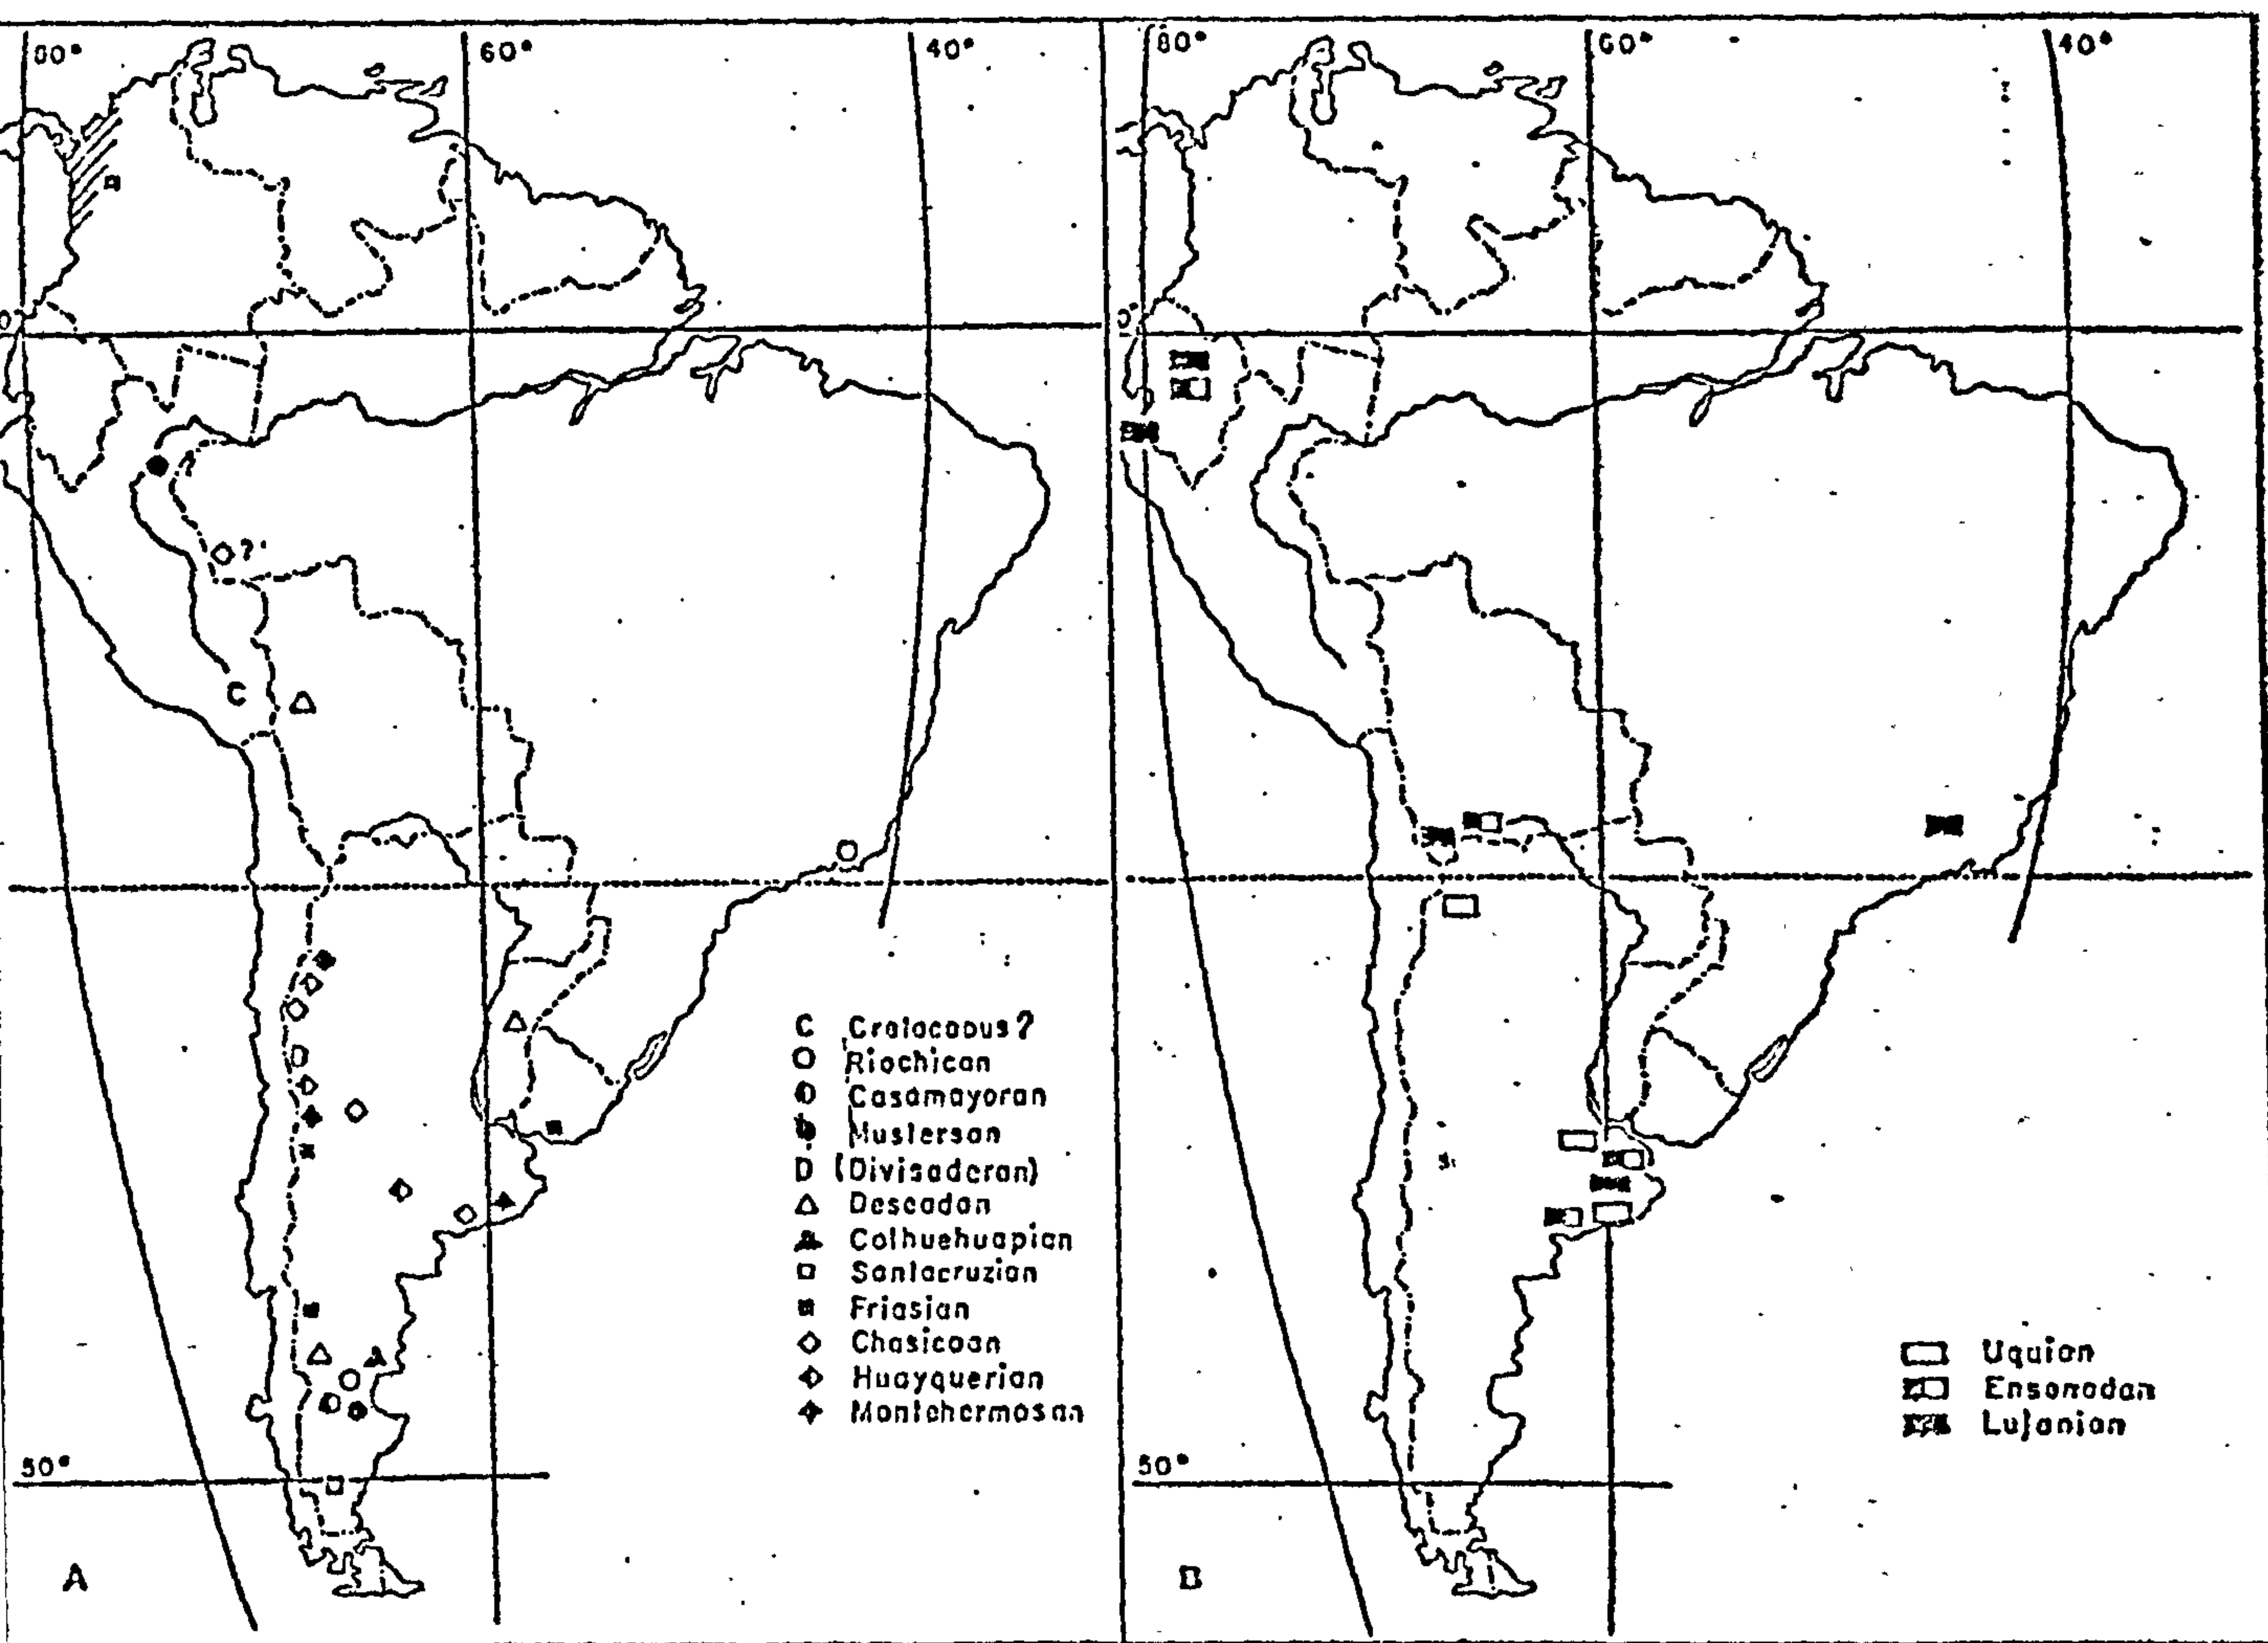 80°
60°
40°
0
?
C
C Cretaceous?
O Riochican
Casamayoran
Mustersan
D (Divisaderan)
Deseadan
Colhuehuapian
Santacruzian
Friasian
Chasicoan
Huayquerian
Montehermosan
50°
A
80°
60°
40°
0
Uquian
Ensenadan
Lujanian
50°
B